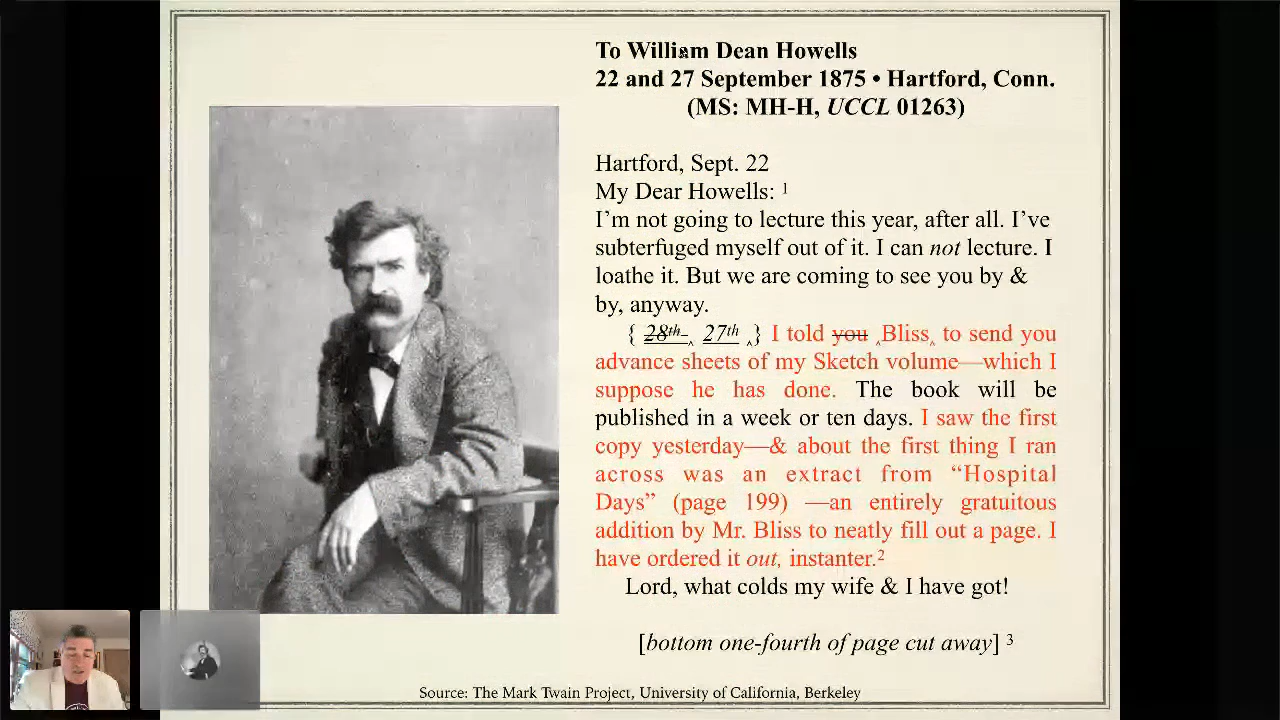 To William Dean Howells
22 and 27 September 1875 • Hartford, Conn.
(MS: MH-H, UCCL 01263)
Hartford, Sept. 22
My Dear Howells: 1
I’m not going to lecture this year, after all. I’ve
subterfuged myself out of it. I can not lecture. I
loathe it. But we are coming to see you by &
by, anyway.
{ 28th ‸ 27th ‸} I told you ‸Bliss‸ to send you
advance sheets of my Sketch volume—which I
suppose he has done. The book will be
published in a week or ten days. I saw the first
copy yesterday—& about the first thing I ran
across was an extract from “Hospital
Days” (page 199) —an entirely gratuitous
addition by Mr. Bliss to neatly fill out a page. I
have ordered it out, instanter.2
Lord, what colds my wife & I have got!
[bottom one-fourth of page cut away] 3
Source: The Mark Twain Project, University of California, Berkeley